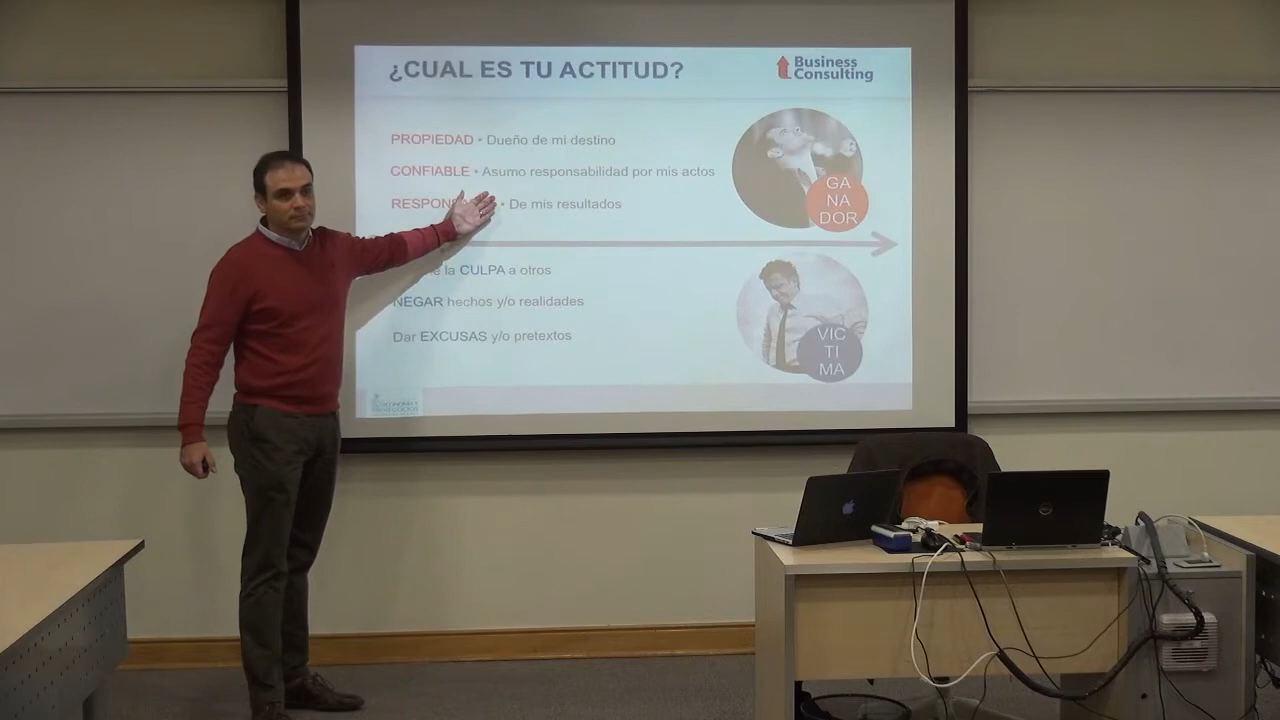 ¿CUAL ES TU ACTITUD?
Business
Consulting
PROPIEDAD • Dueño de mi destino
CONFIABLE • Asumo responsabilidad por mis actos
• De mis resultados
GA
NA
DOR
la CULPA a otros
NEGAR hechos y/o realidades
Dar EXCUSAS y/o pretextos
VIC
TI
MA